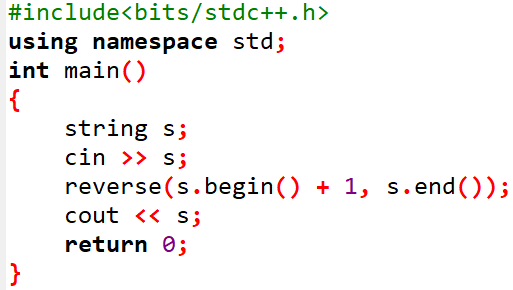 #include<bits/stdc++.h>
using namespace std;
int main()
{
    string s;
    cin >> s;
    reverse(s.begin() + 1, s.end());
    cout << s;
    return 0;
}